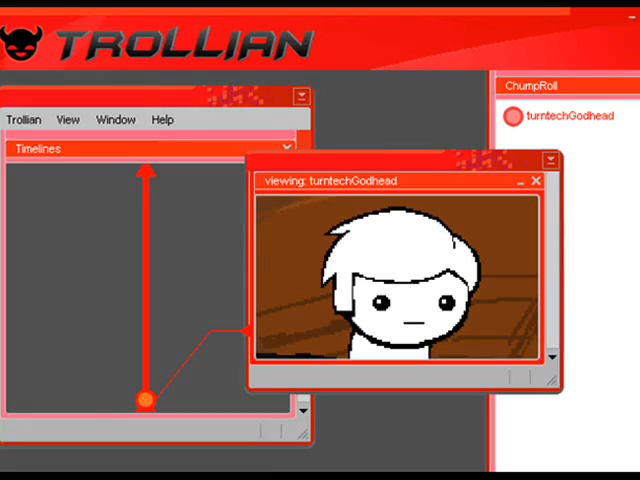 TROLLIAN
ChumpRoll
turntechGodhead
Trollian View Window Help
Timelines
viewing: turntechGodhead